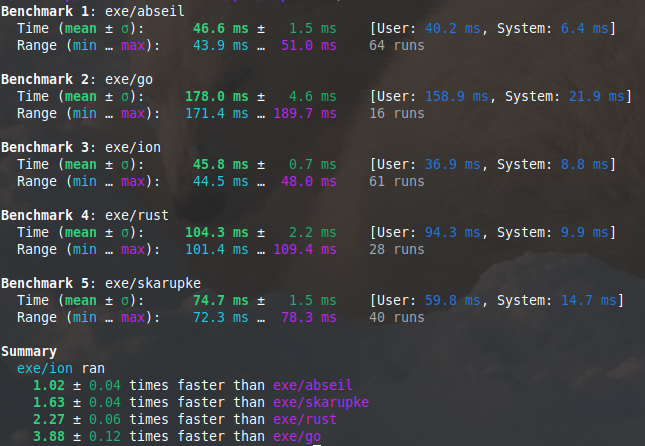 Benchmark 1: exe/abseil
Time (mean ± σ): 46.6 ms ± 1.5 ms [User: 40.2 ms, System: 6.4 ms]
Range (min … max): 43.9 ms … 51.0 ms 64 runs
Benchmark 2: exe/go
Time (mean ± σ): 178.0 ms ± 4.6 ms [User: 158.9 ms, System: 21.9 ms]
Range (min … max): 171.4 ms … 189.7 ms 16 runs
Benchmark 3: exe/ion
Time (mean ± σ): 45.8 ms ± 0.7 ms [User: 36.9 ms, System: 8.8 ms]
Range (min … max): 44.5 ms … 48.0 ms 61 runs
Benchmark 4: exe/rust
Time (mean ± σ): 104.3 ms ± 2.2 ms [User: 94.3 ms, System: 9.9 ms]
Range (min … max): 101.4 ms … 109.4 ms 28 runs
Benchmark 5: exe/skarupke
Time (mean ± σ): 74.7 ms ± 1.5 ms [User: 59.8 ms, System: 14.7 ms]
Range (min … max): 72.3 ms … 78.3 ms 40 runs
Summary
exe/ion ran
1.02 ± 0.04 times faster than exe/abseil
1.63 ± 0.04 times faster than exe/skarupke
2.27 ± 0.06 times faster than exe/rust
3.88 ± 0.12 times faster than exe/go